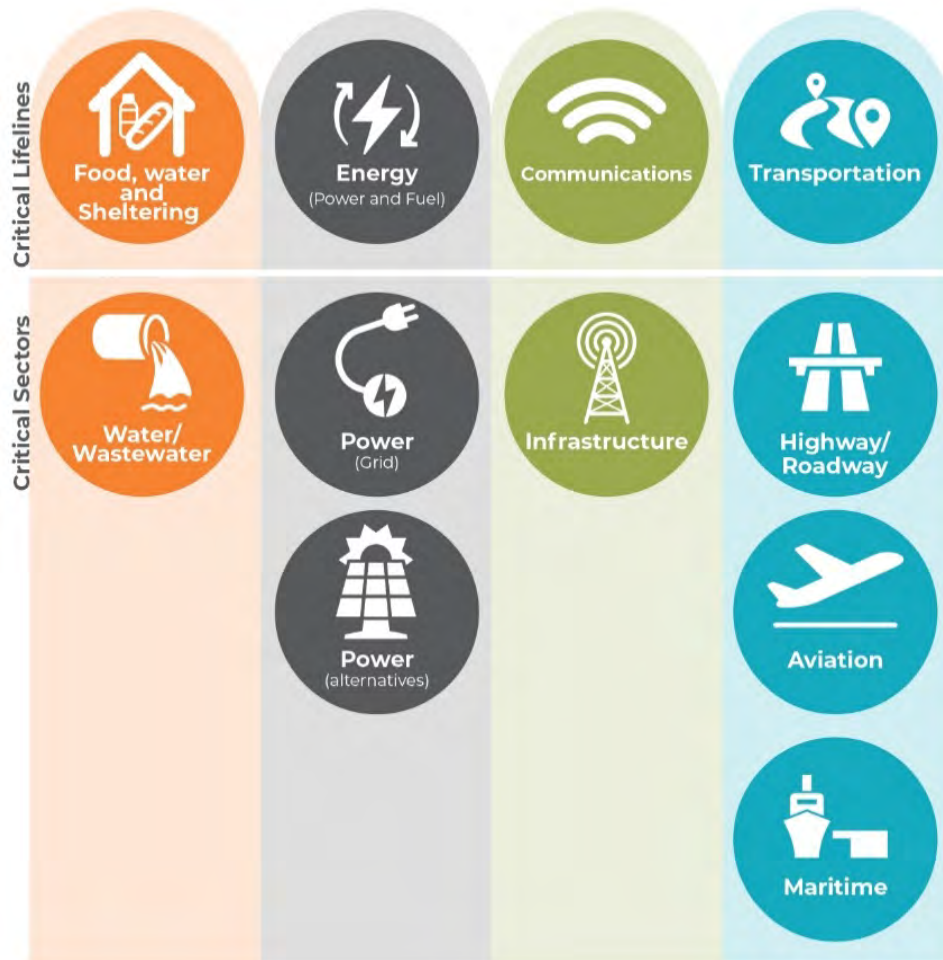 Critical Lifelines
Food, water
and
Sheltering
Energy
(Power and Fuel)
Communications
Transportation
Critical Sectors
Water/
Wastewater
Power
(Grid)
Infrastructure
Highway/
Roadway
Power
(alternatives)
Aviation
Maritime